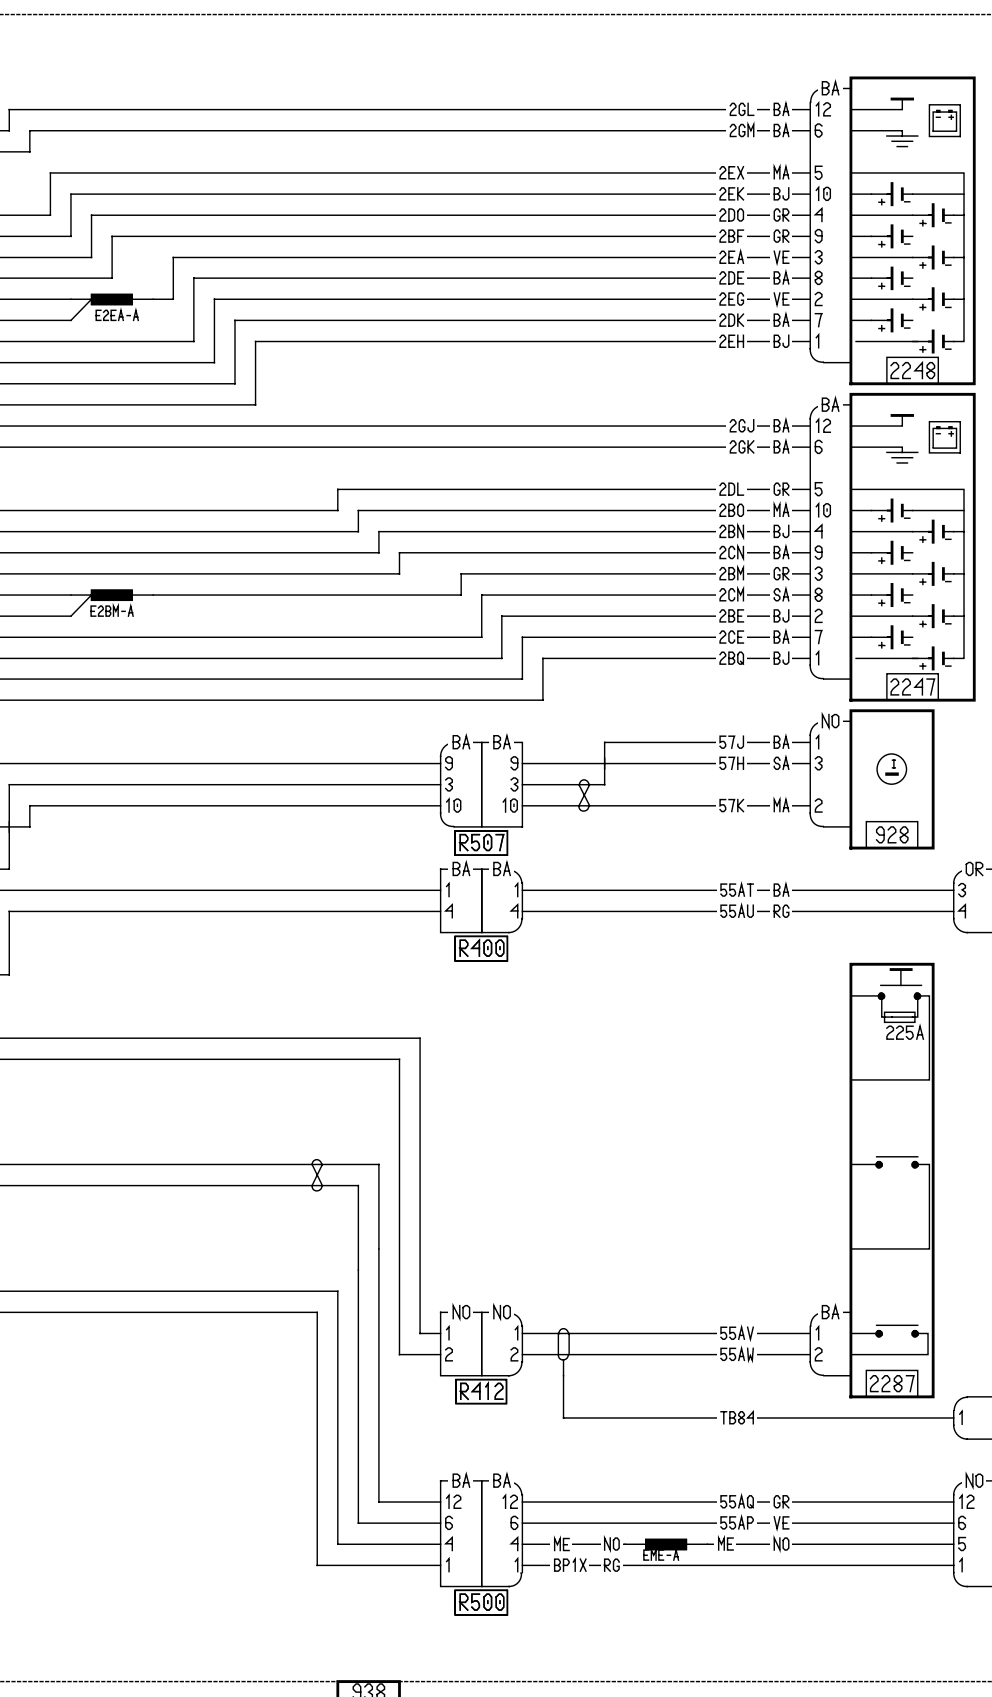 BA
2GL BA 12
2GM BA 6
2EX MA 5
2EK BJ 10
2DO GR 4
2BF GR 9
2EA VE 3
2DE BA 8
2EG VE 2
E2EA-A
2DK BA 7
2EH BJ 1
2248
BA
2GJ BA 12
2GK BA 6
2DL GR 5
2BO MA 10
2BN BJ 4
2CN BA 9
2BM GR 3
2CM SA 8
E2BM-A
2BE BJ 2
2CE BA 7
2BQ BJ 1
2247
NO
BA BA 57J BA 1
9 9 57H SA 3
3 3
10 10 57K MA 2
R507
928
BA BA OR
1 1 55AT BA 3
4 4 55AU RG 4
R400
225A
NO NO BA
1 1 55AV 1
2 2 55AW 2
R412
2287
TB84 1
BA BA NO
12 12 55AQ GR 12
6 6 55AP VE 6
4 4 ME NO ME NO 5
EME-A
1 1 BP1X RG 1
R500
938